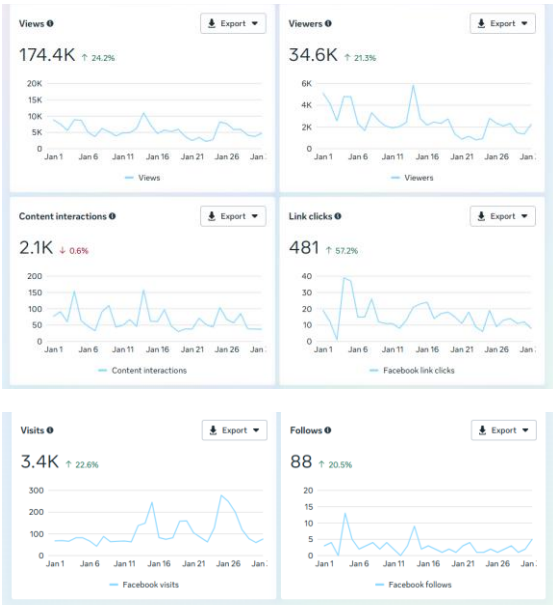 Views Export
174.4K ↑ 24.2%
20K
15K
10K
5K
0
Jan 1 Jan 6 Jan 11 Jan 16 Jan 21 Jan 26 Jan
Views
Viewers Export
34.6K ↑ 21.3%
6K
4K
2K
0
Jan 1 Jan 6 Jan 11 Jan 16 Jan 21 Jan 26 Jan
Viewers
Content interactions Export
2.1K ↓ 0.6%
200
150
100
50
0
Jan 1 Jan 6 Jan 11 Jan 16 Jan 21 Jan 26 Jan
Content interactions
Link clicks Export
481 ↑ 57.2%
40
30
20
10
0
Jan 1 Jan 6 Jan 11 Jan 16 Jan 21 Jan 26 Jan
Facebook link clicks
Visits Export
3.4K ↑ 22.6%
300
200
100
0
Jan 1 Jan 6 Jan 11 Jan 16 Jan 21 Jan 26 Jan
Facebook visits
Follows Export
88 ↑ 20.5%
20
15
10
5
0
Jan 1 Jan 6 Jan 11 Jan 16 Jan 21 Jan 26 Jan
Facebook follows